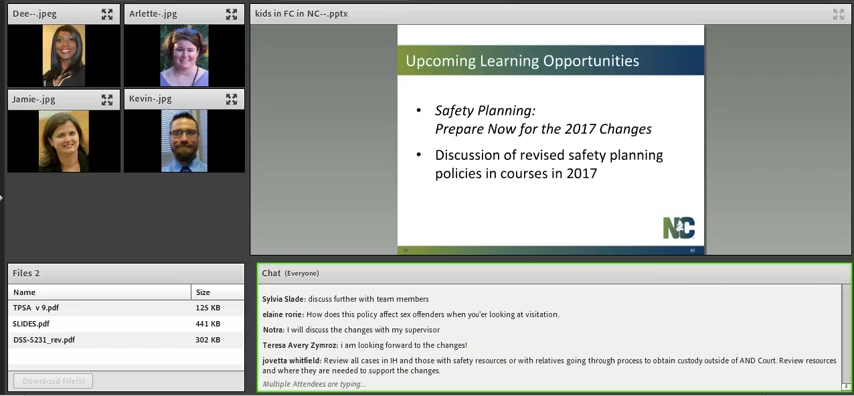 Dee--.jpeg
Arlette-.jpg
kids in FC in NC--.pptx
Jamie-.jpg
Kevin-.jpg
Upcoming Learning Opportunities
• Safety Planning:
Prepare Now for the 2017 Changes
• Discussion of revised safety planning
policies in courses in 2017
NC
Files 2
Name Size
TPSA v 9.pdf 125 KB
SLIDES.pdf 441 KB
DSS-5231_rev.pdf 302 KB
Download File(s)
Chat (Everyone)
Sylvia Slade: discuss further with team members
elaine rorie: How does this policy affect sex offenders when you'er looking at visitation.
Notra: I will discuss the changes with my supervisor
Teresa Avery Zymroz: i am looking forward to the changes!
jovetta whitfield: Review all cases in IH and those with safety resources or with relatives going through process to obtain custody outside of AND Court. Review resources
and where they are needed to support the changes.
Multiple Attendees are typing...